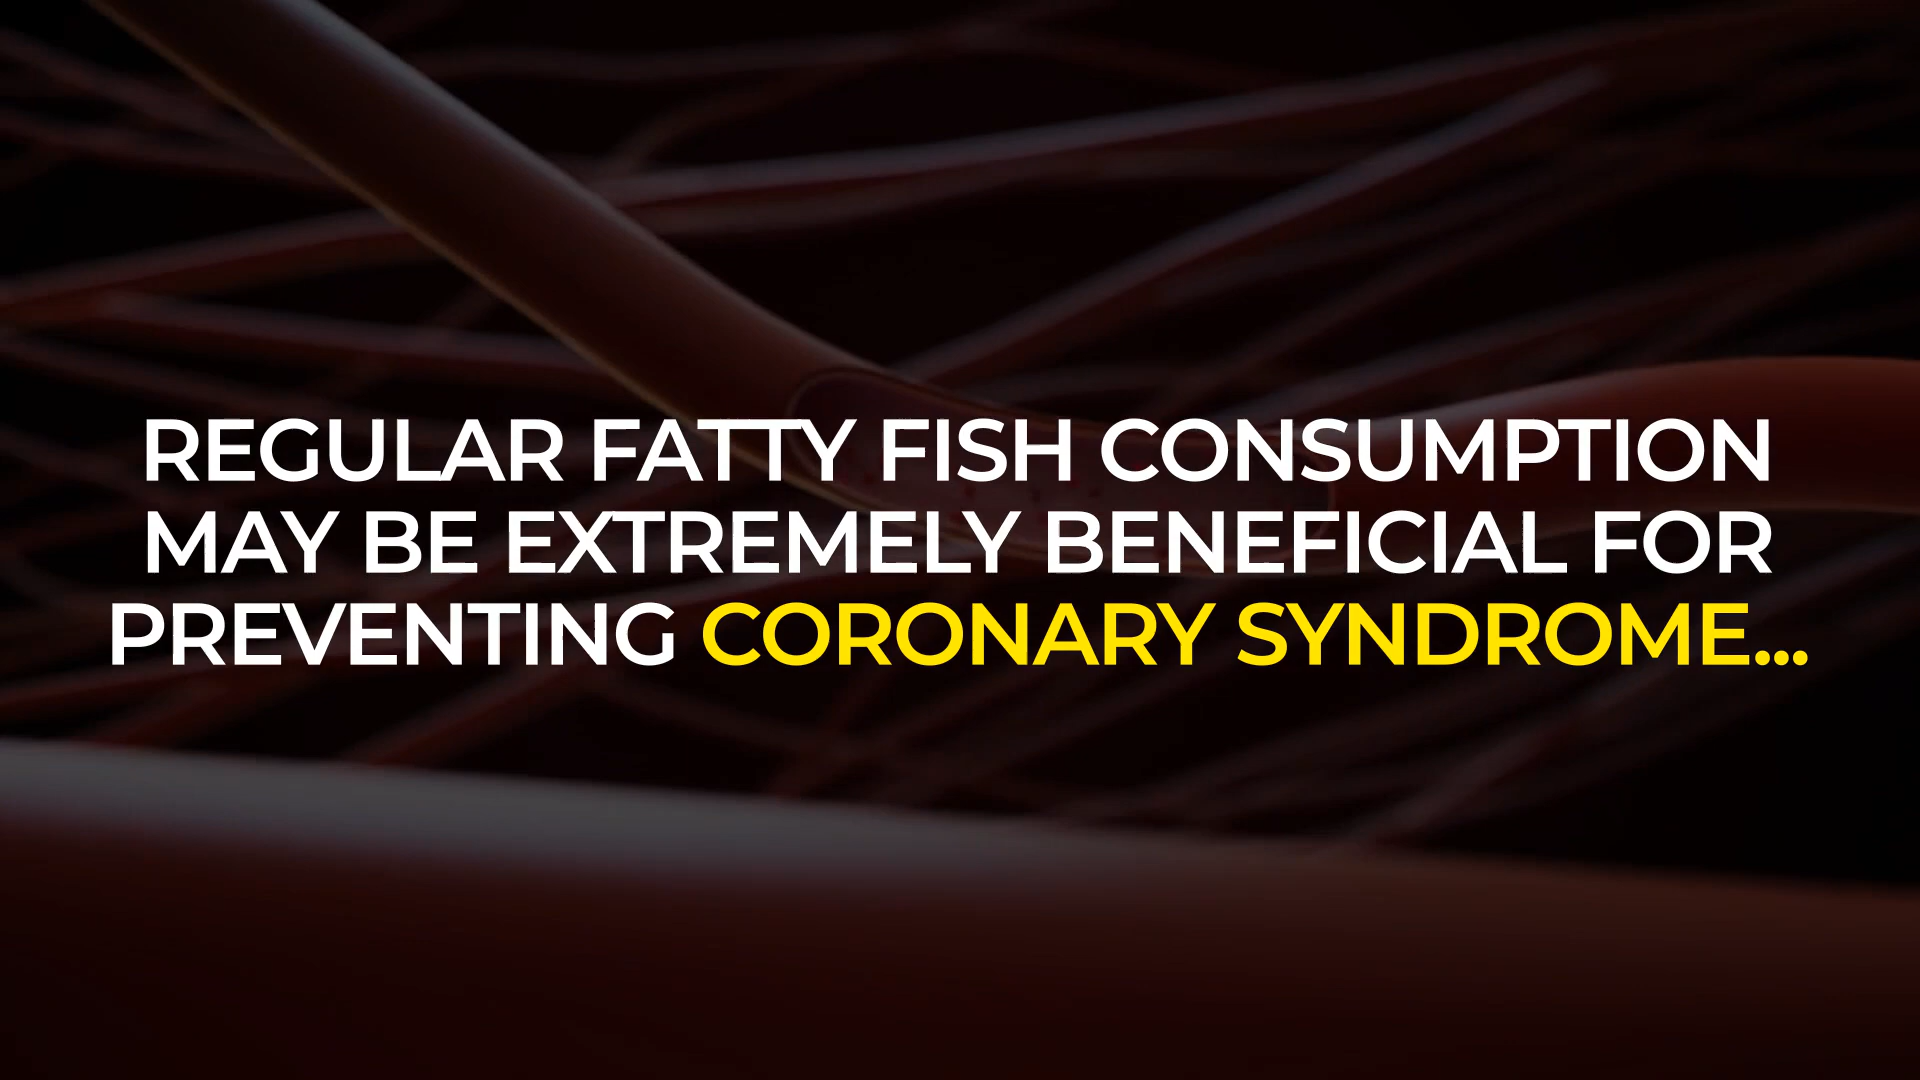 REGULAR FATTY FISH CONSUMPTION
MAY BE EXTREMELY BENEFICIAL FOR
PREVENTING CORONARY SYNDROME...